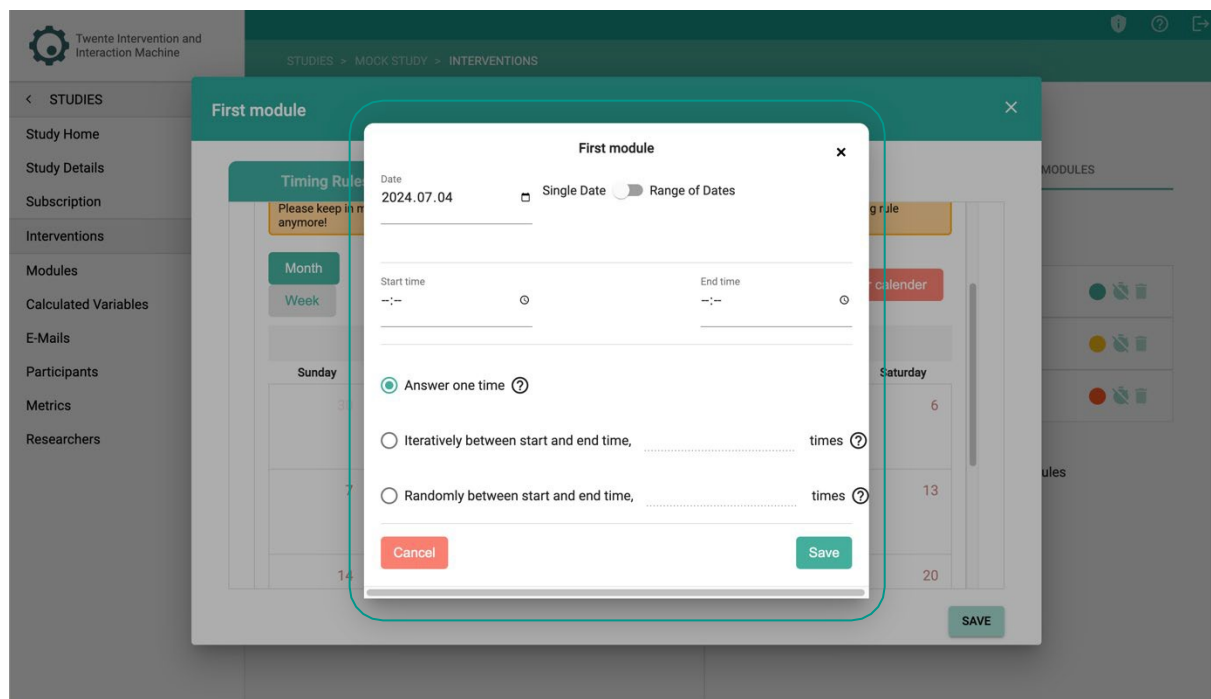 Twente Intervention and
Interaction Machine
STUDIES > MOCK STUDY > INTERVENTIONS
< STUDIES
Study Home
Study Details
Subscription
Interventions
Modules
Calculated Variables
E-Mails
Participants
Metrics
Researchers
First module
Timing Rule
MODULES
Please keep in m
g rule
anymore!
Month
Week
calender
Sunday
Saturday
6
7
13
14
20
ules
SAVE
First module
Date
2024.07.04
Single Date
Range of Dates
Start time
--:--
End time
--:--
Answer one time
Iteratively between start and end time, times
Randomly between start and end time, times
Cancel
Save